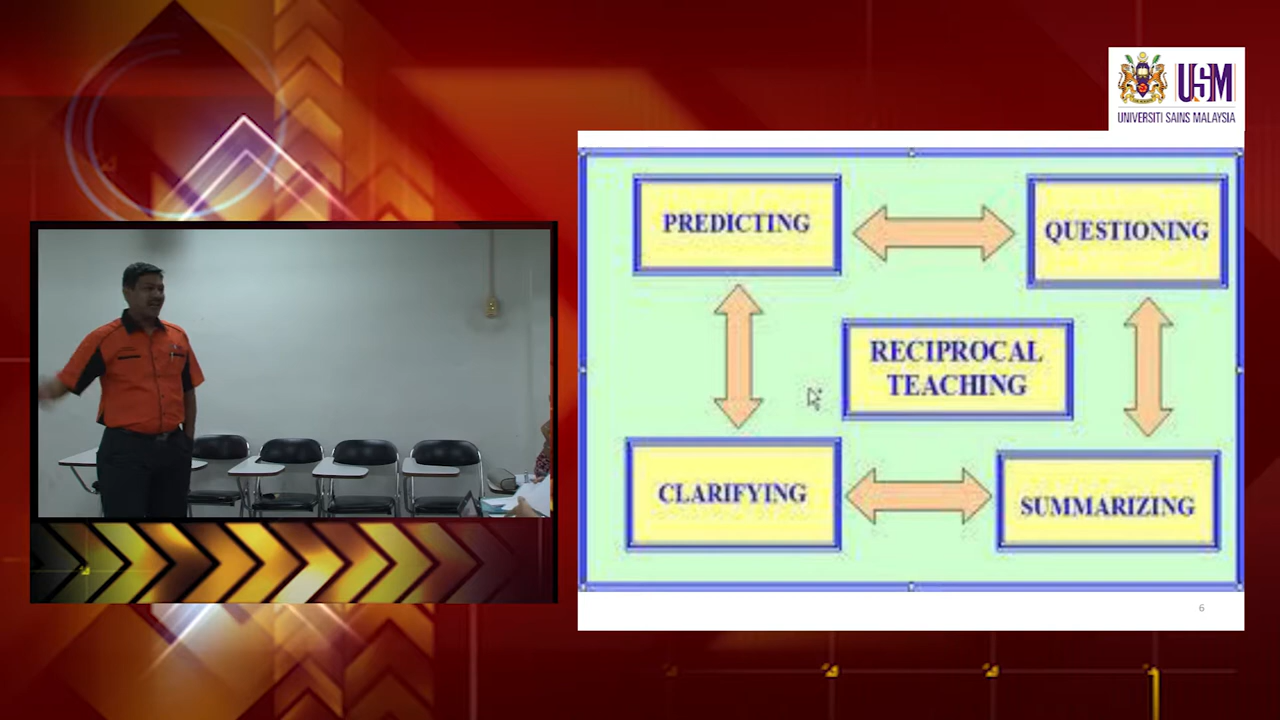 USM
UNIVERSITI SAINS MALAYSIA
PREDICTING
QUESTIONING
RECIPROCAL
TEACHING
CLARIFYING
SUMMARIZING
6